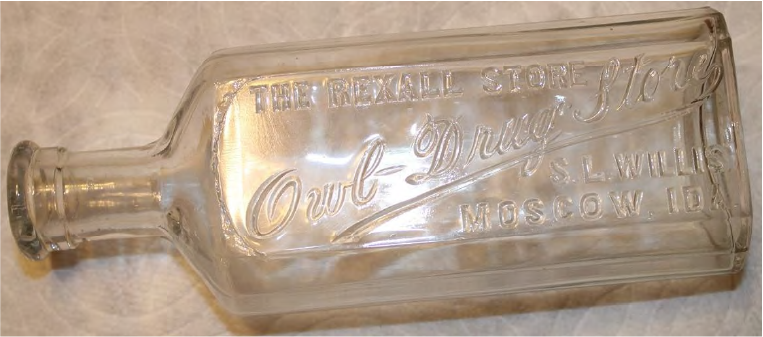 THE REXALL STORE
Owl-Drug Store
S. L. WILLIS
MOSCOW, IDA.